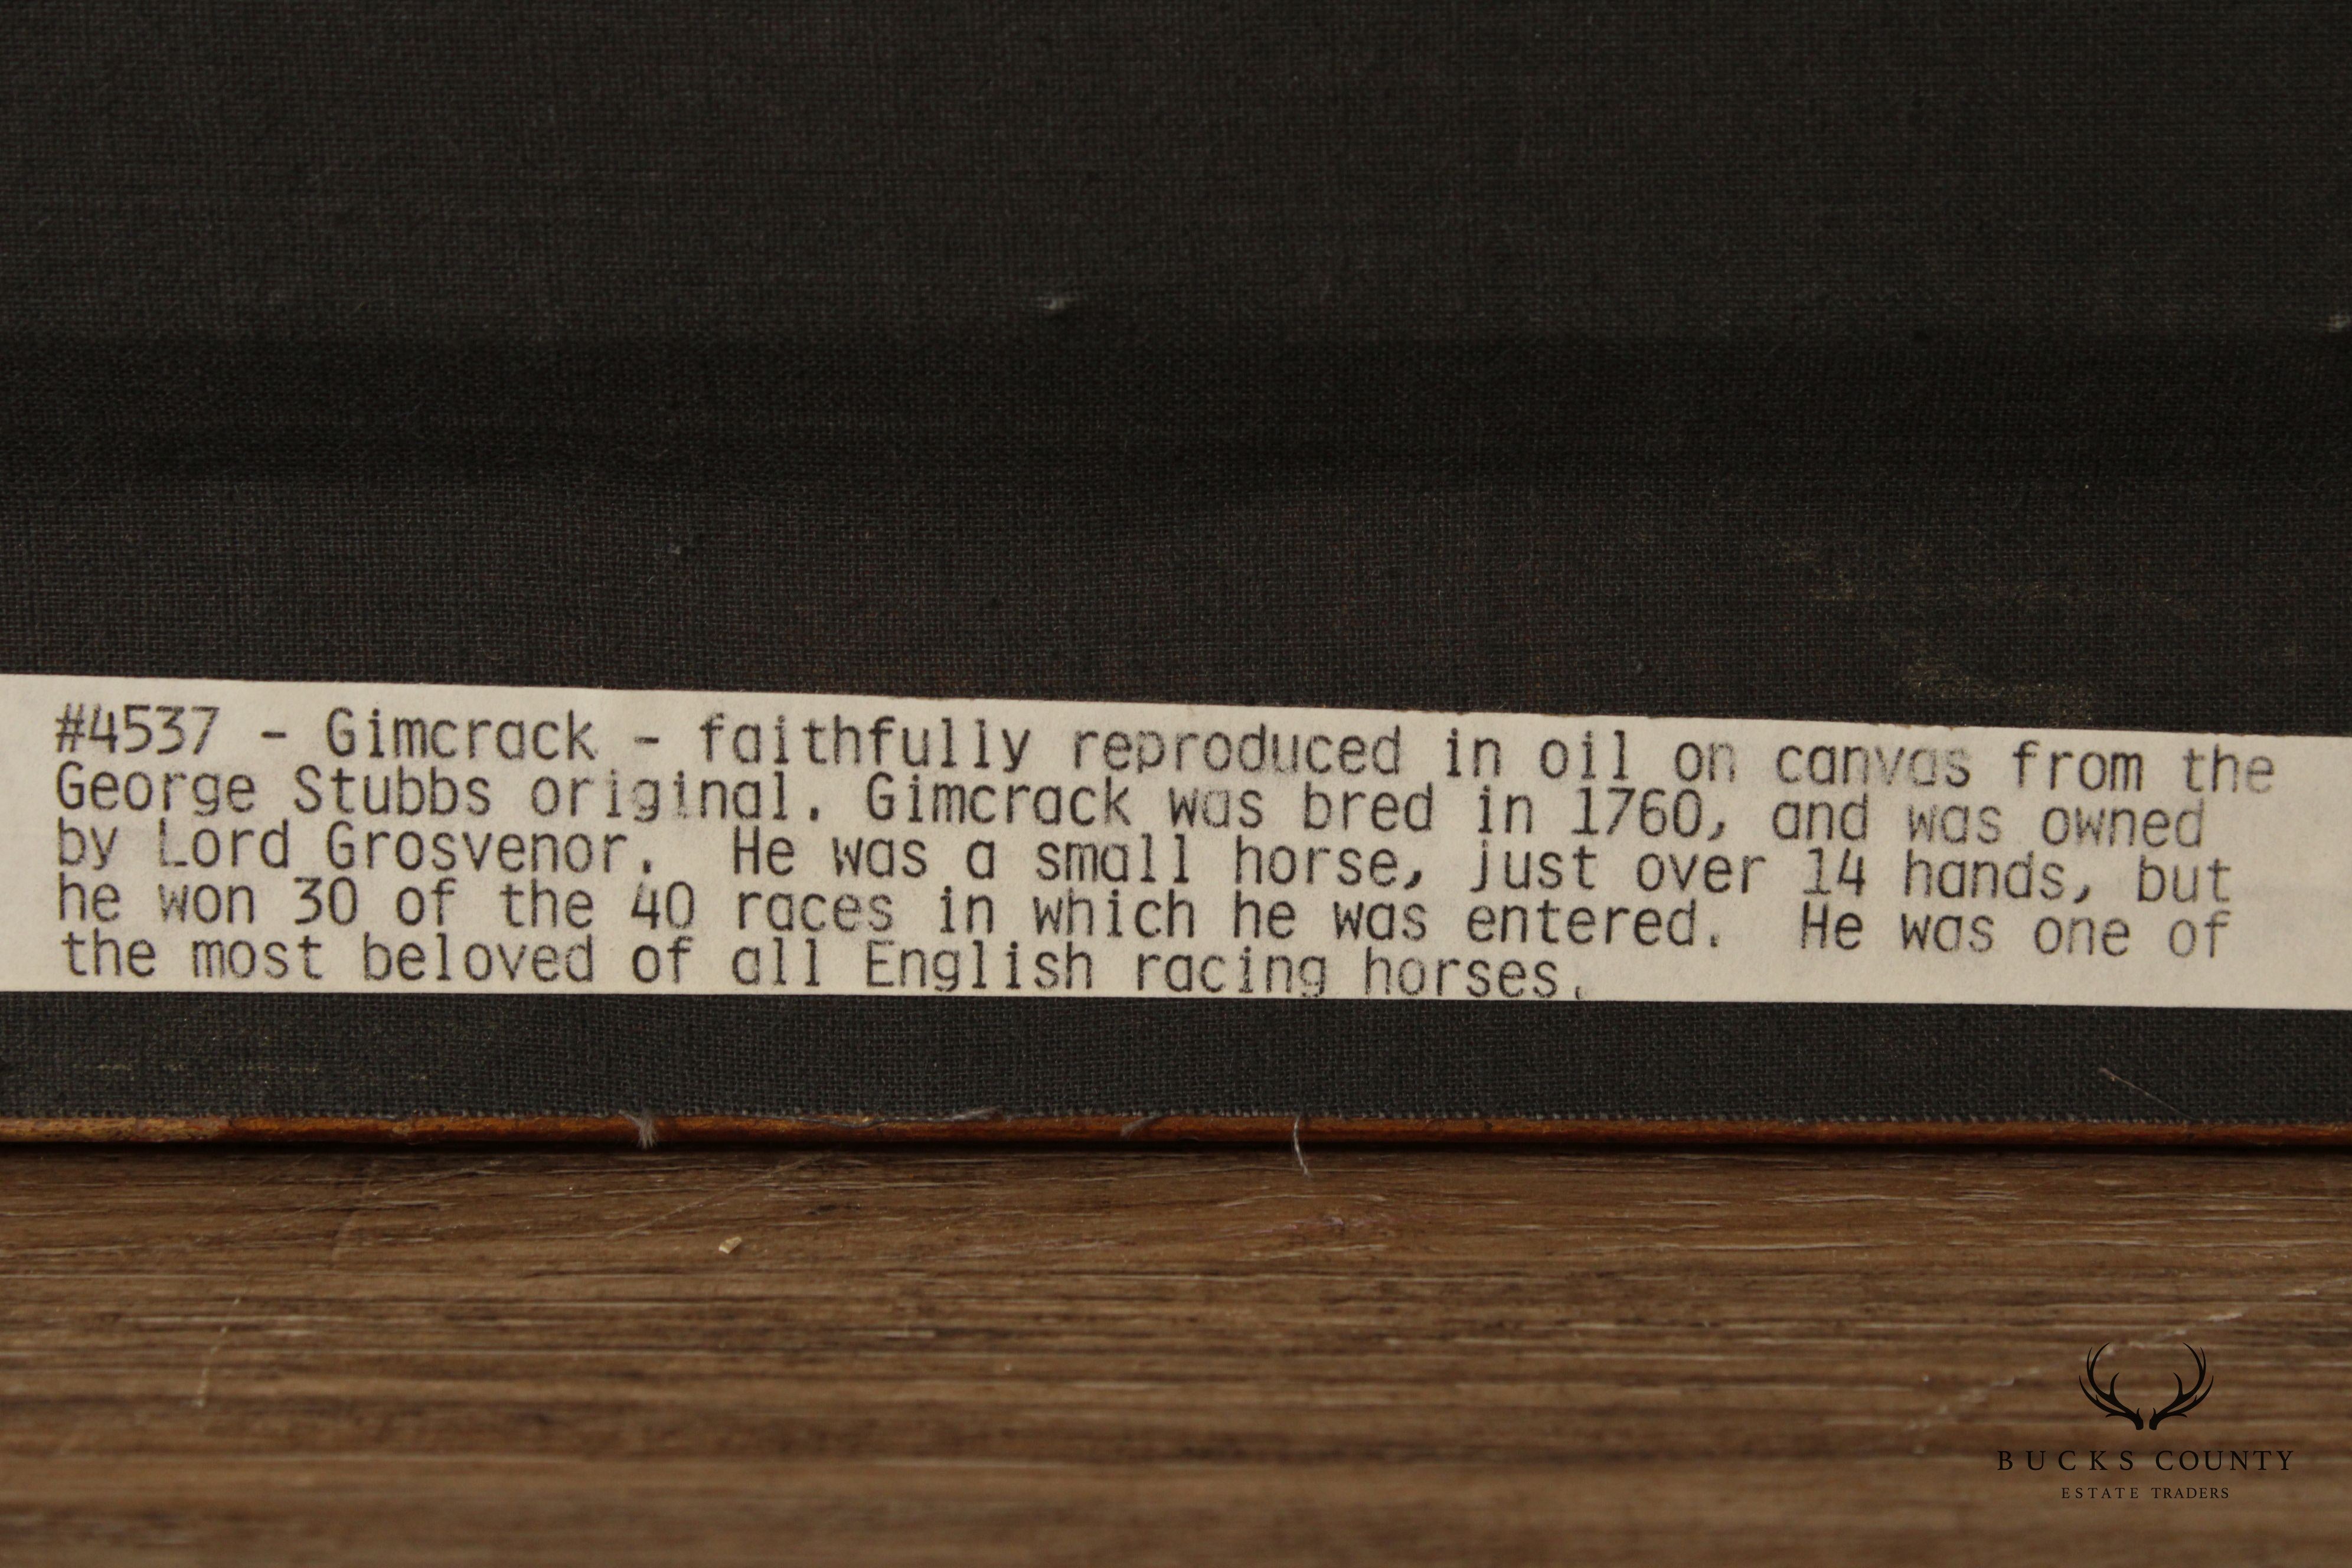 #4537 - Gimcrack - faithfully reproduced in oil on canvas from the
George Stubbs original. Gimcrack was bred in 1760, and was owned
by Lord Grosvenor.  He was a small horse, just over 14 hands, but
he won 30 of the 40 races in which he was entered.  He was one of
the most beloved of all English racing horses.
BUCKS COUNTY
ESTATE TRADERS